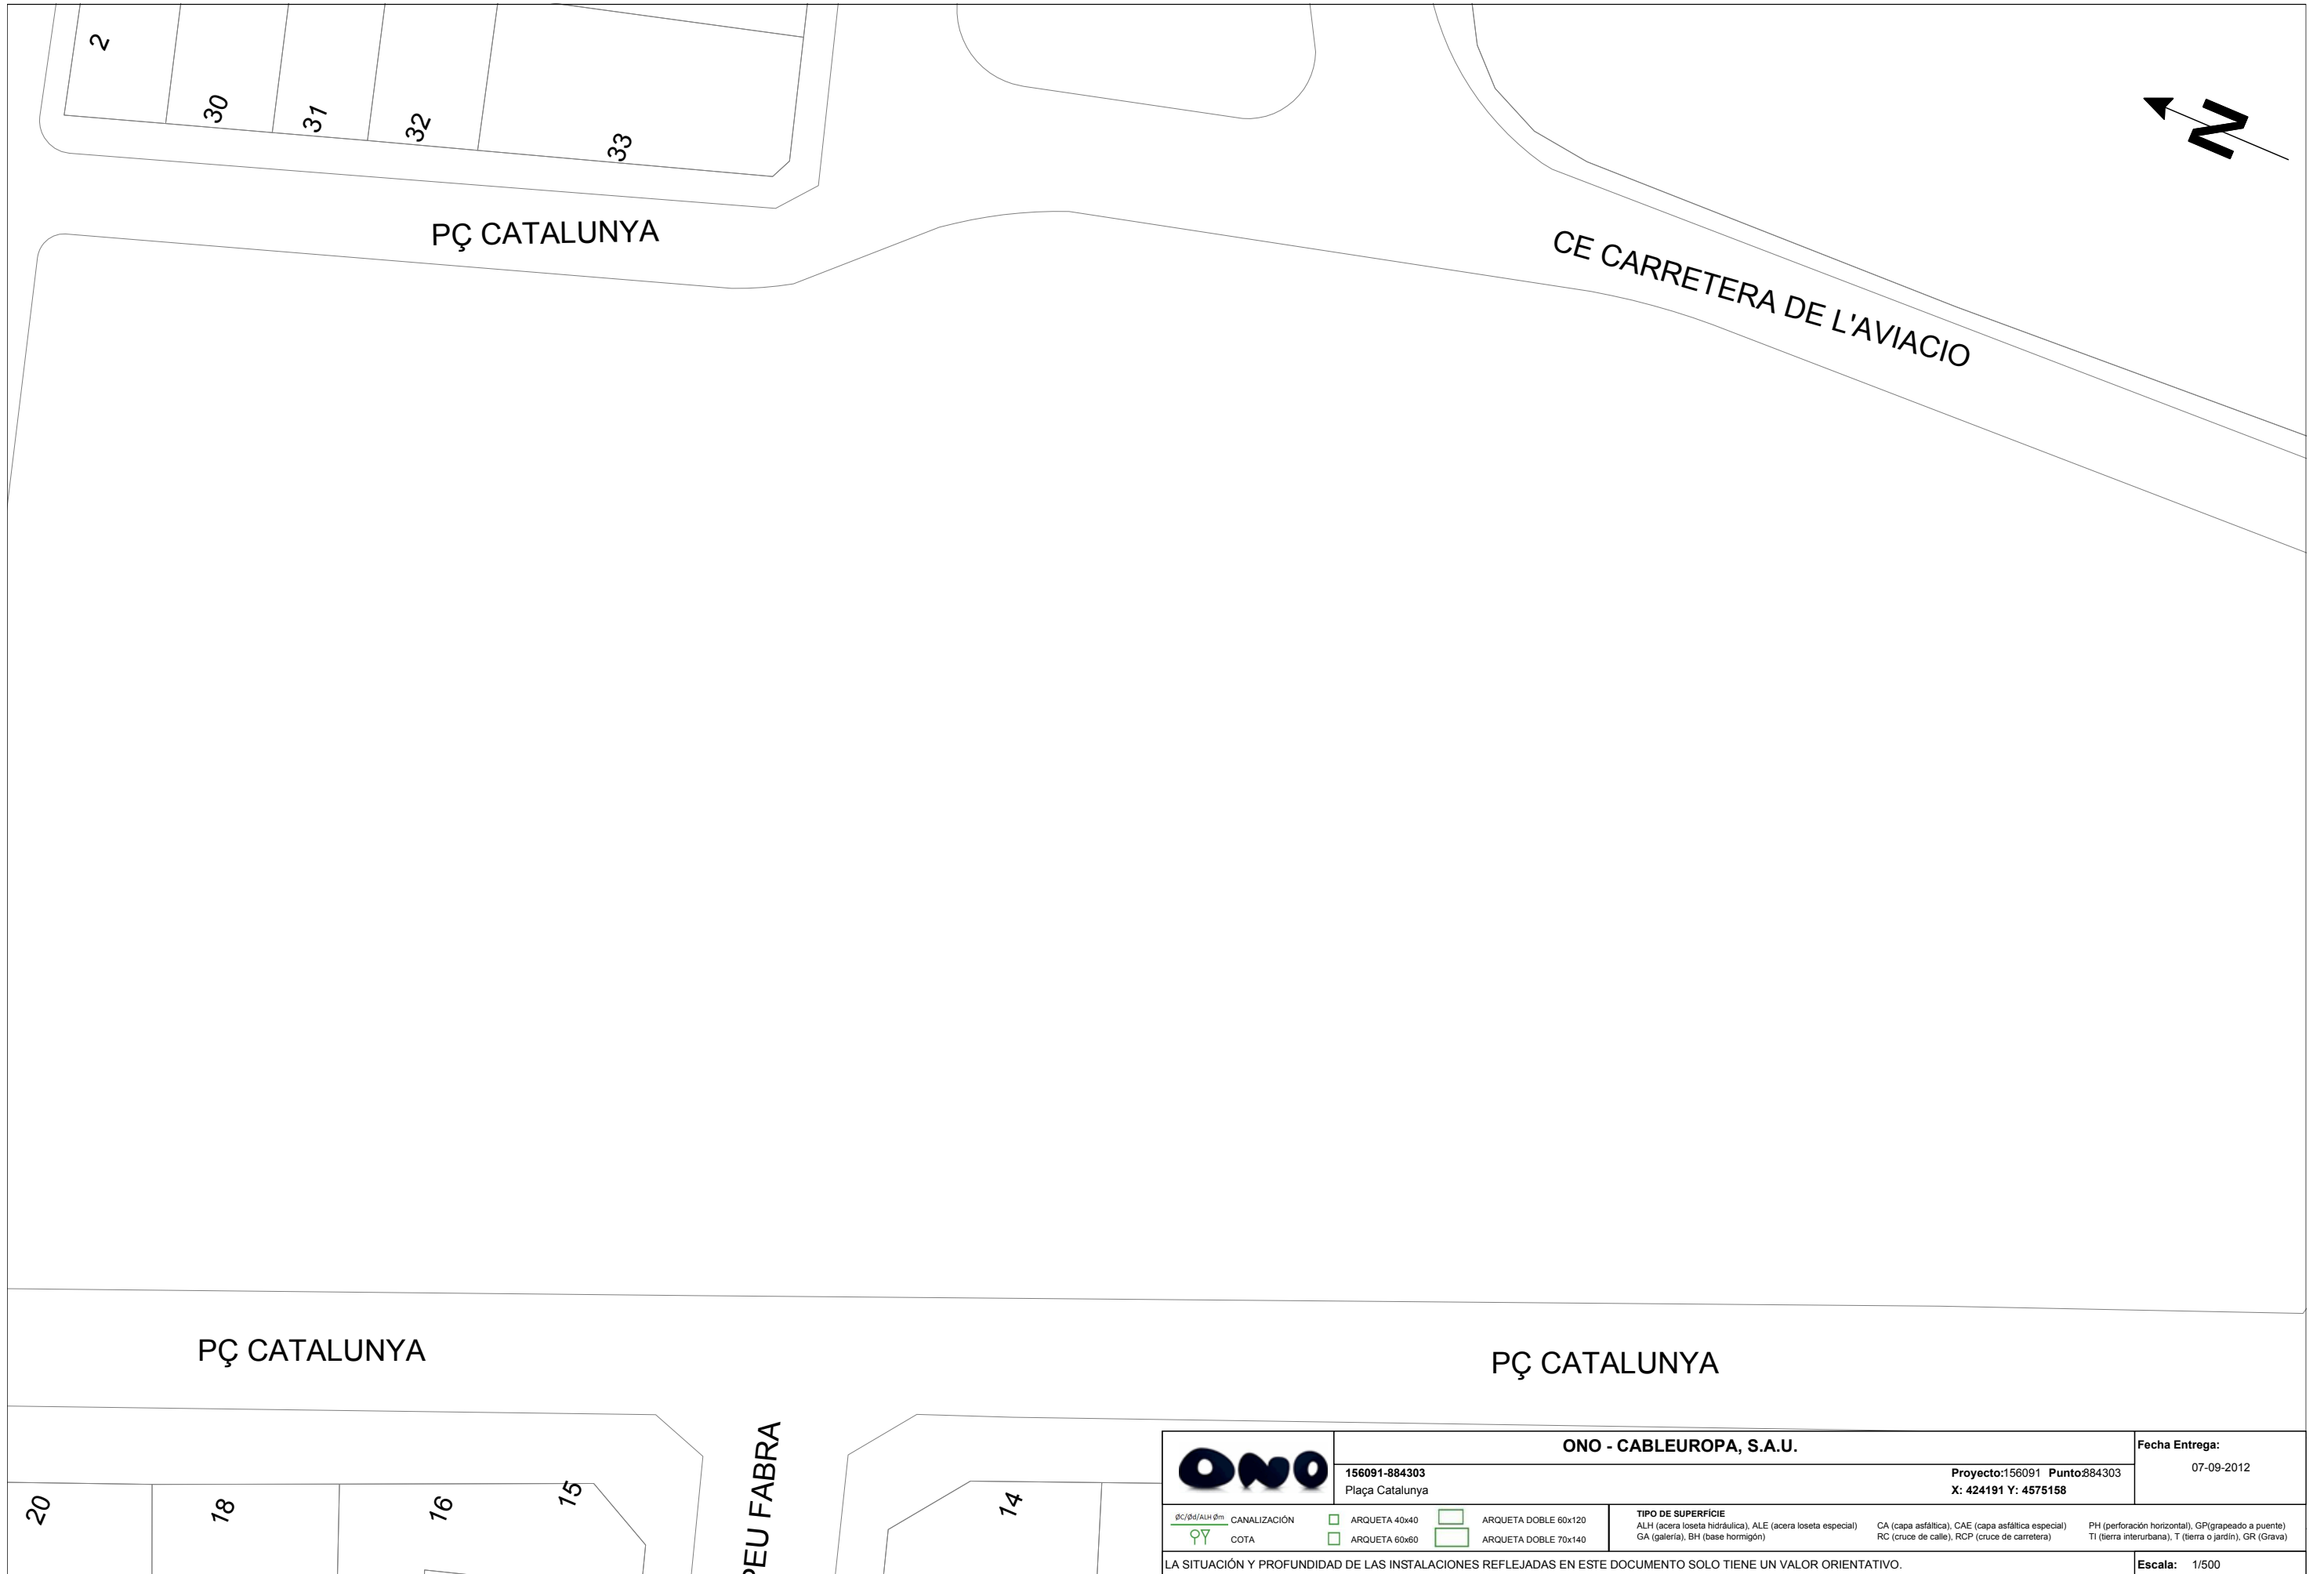 2
30
31
32
33
N
PÇ CATALUNYA
CE CARRETERA DE L'AVIACIO
PÇ CATALUNYA
PÇ CATALUNYA
20
18
16
15
PEU FABRA
14
ONO
ONO - CABLEUROPA, S.A.U.
156091-884303
Plaça Catalunya
Proyecto:156091 Punto:884303
X: 424191 Y: 4575158
Fecha Entrega:
07-09-2012
ØC/Ød/ALH Øm CANALIZACIÓN
COTA
ARQUETA 40x40
ARQUETA 60x60
ARQUETA DOBLE 60x120
ARQUETA DOBLE 70x140
TIPO DE SUPERFÍCIE
ALH (acera loseta hidráulica), ALE (acera loseta especial)
GA (galería), BH (base hormigón)
CA (capa asfáltica), CAE (capa asfáltica especial)
RC (cruce de calle), RCP (cruce de carretera)
PH (perforación horizontal), GP(grapeado a puente)
TI (tierra interurbana), T (tierra o jardín), GR (Grava)
LA SITUACIÓN Y PROFUNDIDAD DE LAS INSTALACIONES REFLEJADAS EN ESTE DOCUMENTO SOLO TIENE UN VALOR ORIENTATIVO.
Escala: 1/500